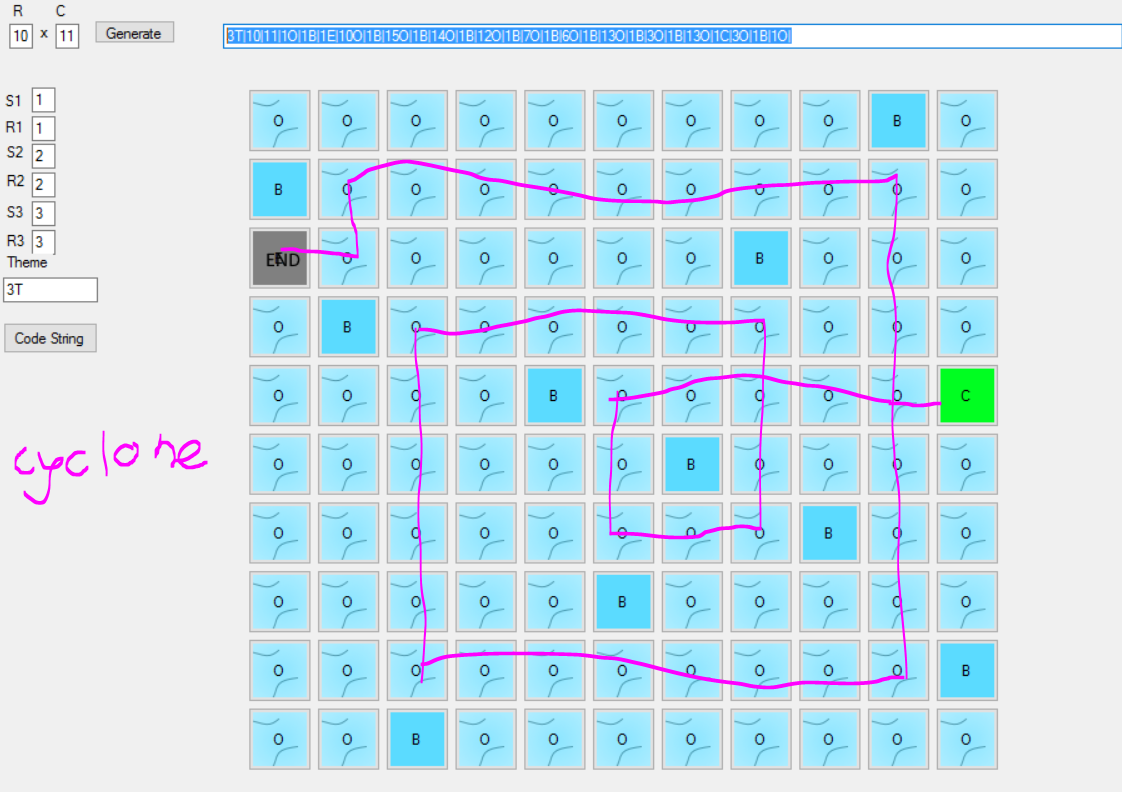 R C
10 x 11 Generate
3T|10|11|1O|1B|1E|10O|1B|15O|1B|14O|1B|12O|1B|7O|1B|6O|1B|13O|1B|3O|1B|13O|1C|3O|1B|1O|
S1 1
R1 1
S2 2
R2 2
S3 3
R3 3
Theme
3T
Code String
cyclone
O O O O O O O O O B O
B O O O O O O O O O O
END O O O O O O B O O O
O B O O O O O O O O O
O O O O B O O O O O C
O O O O O O B O O O O
O O O O O O O O B O O
O O O O O B O O O O O
O O O O O O O O O O B
O O B O O O O O O O O